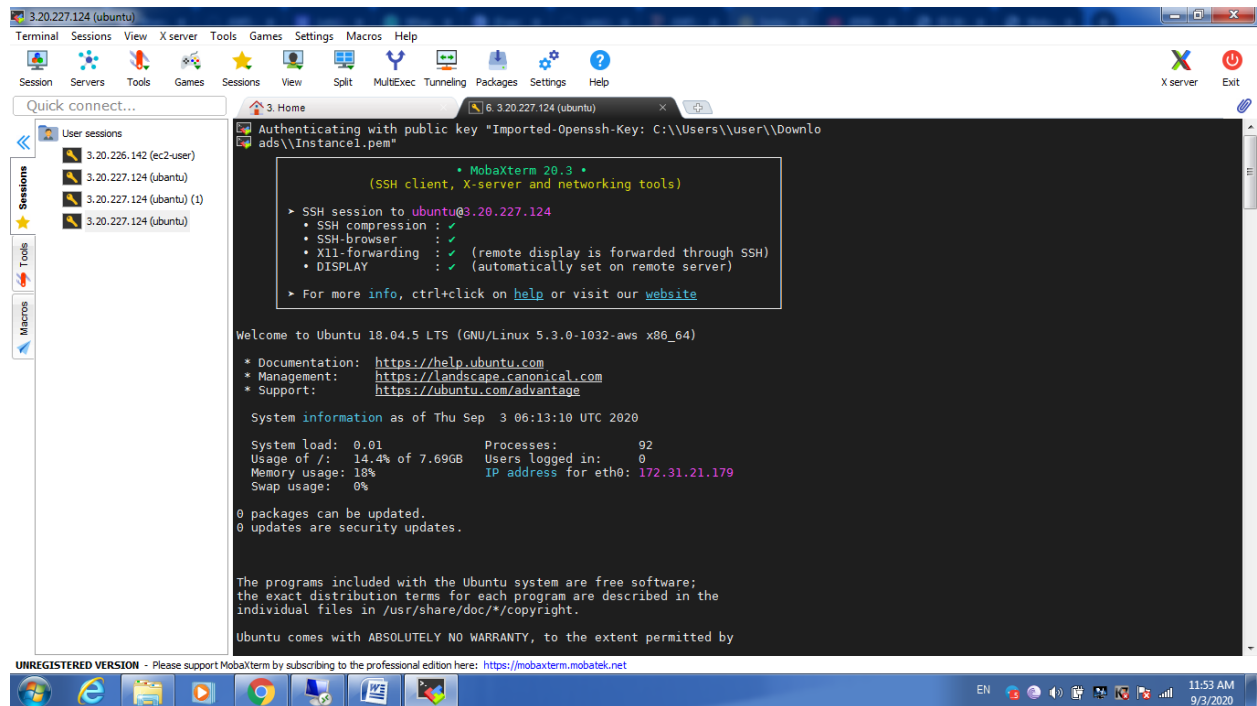 3.20.227.124 (ubuntu)
Terminal Sessions View X server Tools Games Settings Macros Help
Session Servers Tools Games Sessions View Split MultiExec Tunneling Packages Settings Help X server Exit
Quick connect...
3. Home
6. 3.20.227.124 (ubuntu)
Sessions
Tools
Macros
User sessions
3.20.226.142 (ec2-user)
3.20.227.124 (ubantu)
3.20.227.124 (ubantu) (1)
3.20.227.124 (ubuntu)
Authenticating with public key "Imported-Openssh-Key: C:\\Users\\user\\Downlo
ads\\Instance1.pem"
• MobaXterm 20.3 •
(SSH client, X-server and networking tools)
➤ SSH session to ubuntu@3.20.227.124
• SSH compression : ✔
• SSH-browser : ✔
• X11-forwarding : ✔ (remote display is forwarded through SSH)
• DISPLAY : ✔ (automatically set on remote server)
➤ For more info, ctrl+click on help or visit our website
Welcome to Ubuntu 18.04.5 LTS (GNU/Linux 5.3.0-1032-aws x86_64)
* Documentation: https://help.ubuntu.com
* Management: https://landscape.canonical.com
* Support: https://ubuntu.com/advantage
System information as of Thu Sep 3 06:13:10 UTC 2020
System load: 0.01 Processes: 92
Usage of /: 14.4% of 7.69GB Users logged in: 0
Memory usage: 18% IP address for eth0: 172.31.21.179
Swap usage: 0%
0 packages can be updated.
0 updates are security updates.
The programs included with the Ubuntu system are free software;
the exact distribution terms for each program are described in the
individual files in /usr/share/doc/*/copyright.
Ubuntu comes with ABSOLUTELY NO WARRANTY, to the extent permitted by
UNREGISTERED VERSION - Please support MobaXterm by subscribing to the professional edition here: https://mobaxterm.mobatek.net
EN
11:53 AM
9/3/2020